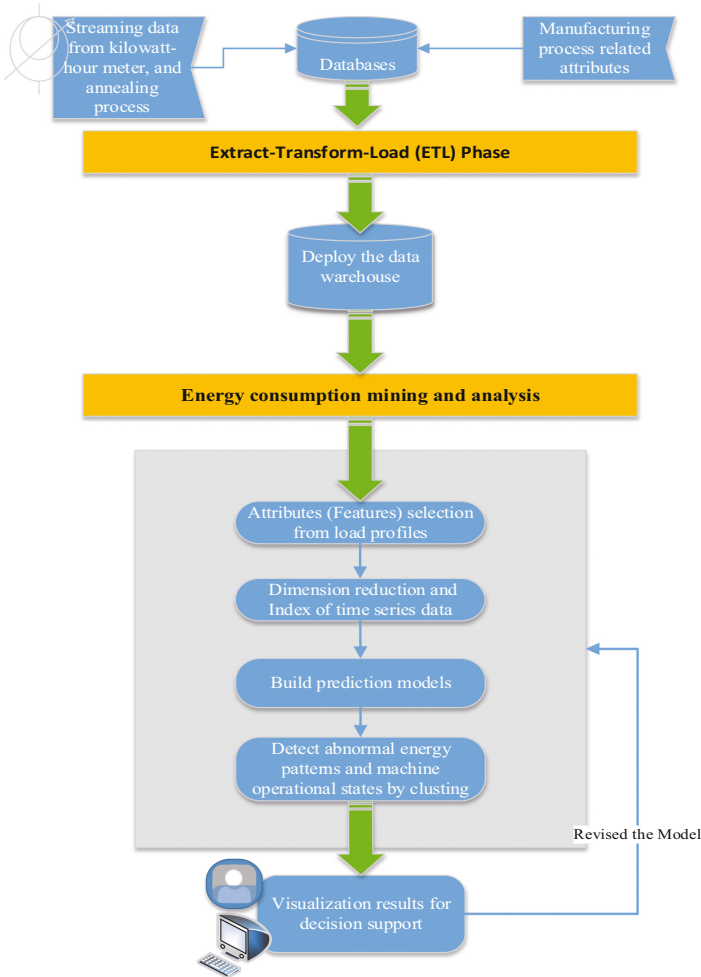 Streaming data
from kilowatt-
hour meter, and
annealing
process
Databases
Manufacturing
process related
attributes
Extract-Transform-Load (ETL) Phase
Deploy the data
warehouse
Energy consumption mining and analysis
Attributes (Features) selection
from load profiles
Dimension reduction and
Index of time series data
Build prediction models
Detect abnormal energy
patterns and machine
operational states by clusting
Revised the Model
Visualization results for
decision support